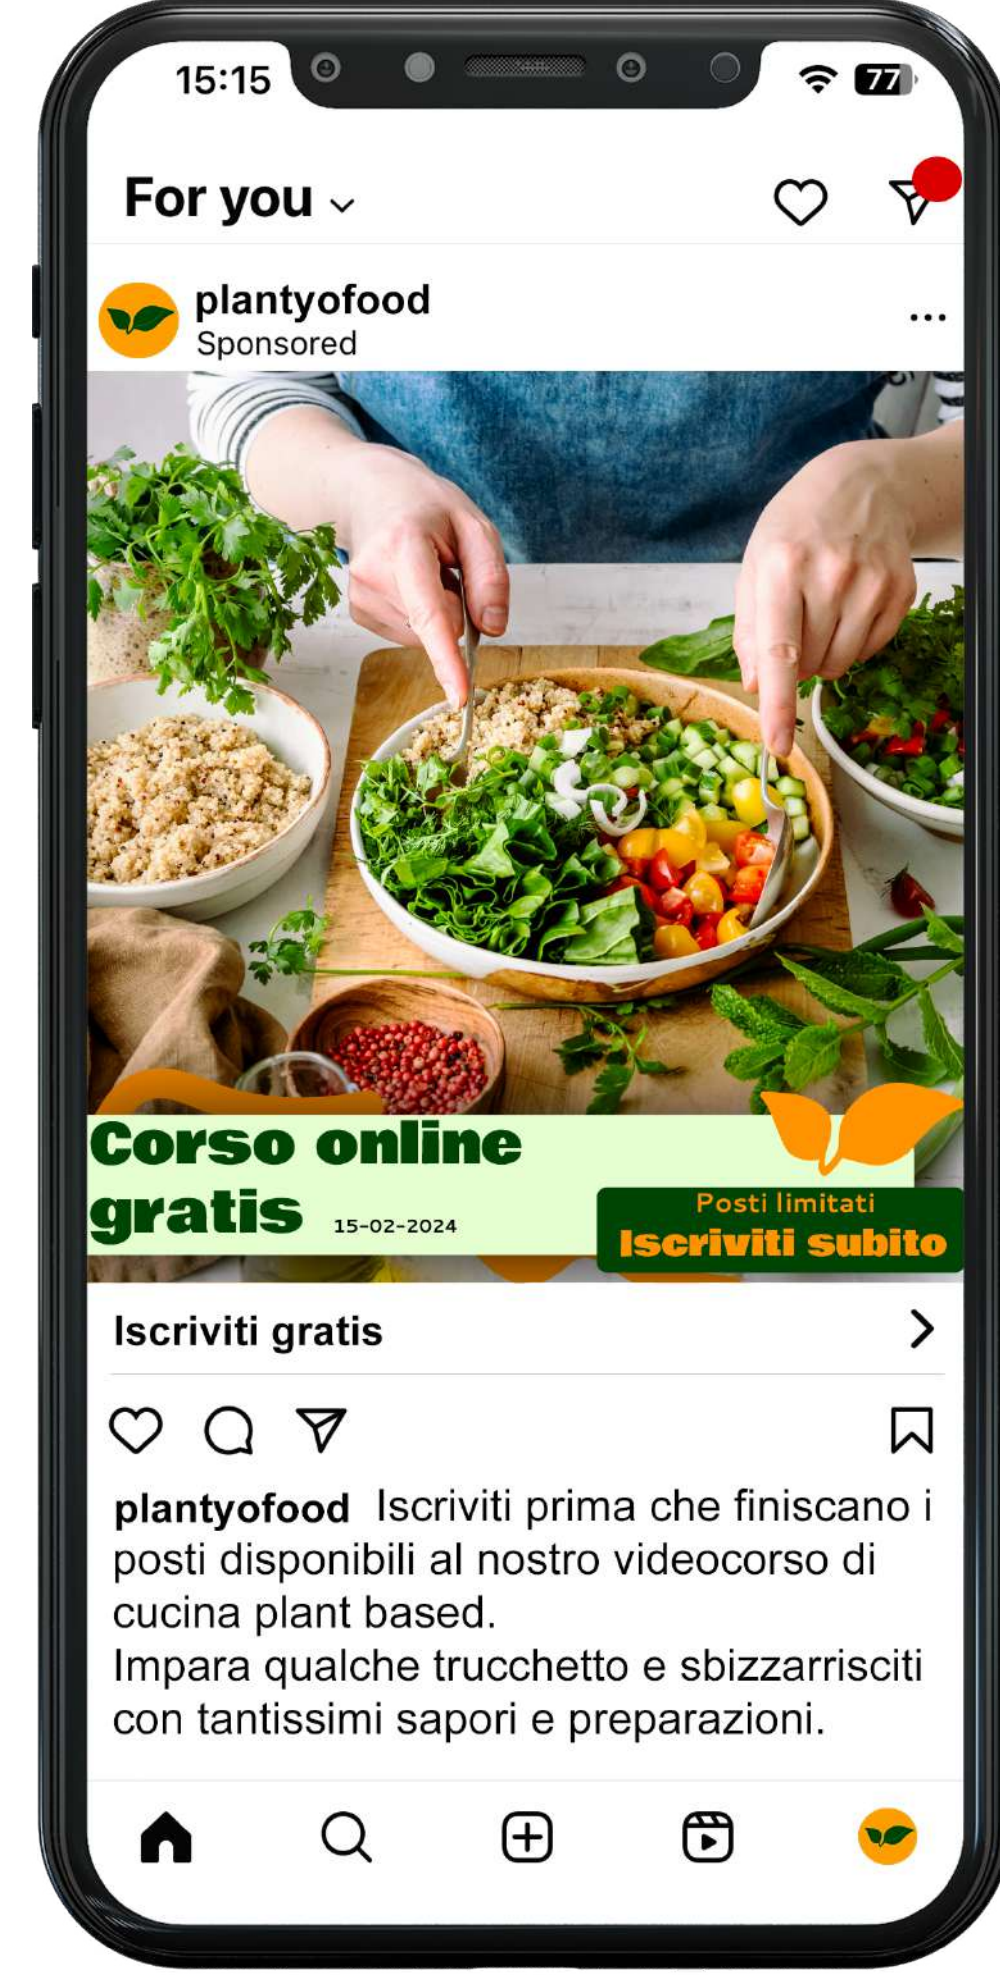 15:15
77
For you
plantyofood
Sponsored
Corso online
gratis 15-02-2024
Posti limitati
Iscriviti subito
Iscriviti gratis
plantyofood Iscriviti prima che finiscano i
posti disponibili al nostro videocorso di
cucina plant based.
Impara qualche trucchetto e sbizzarrisciti
con tantissimi sapori e preparazioni.